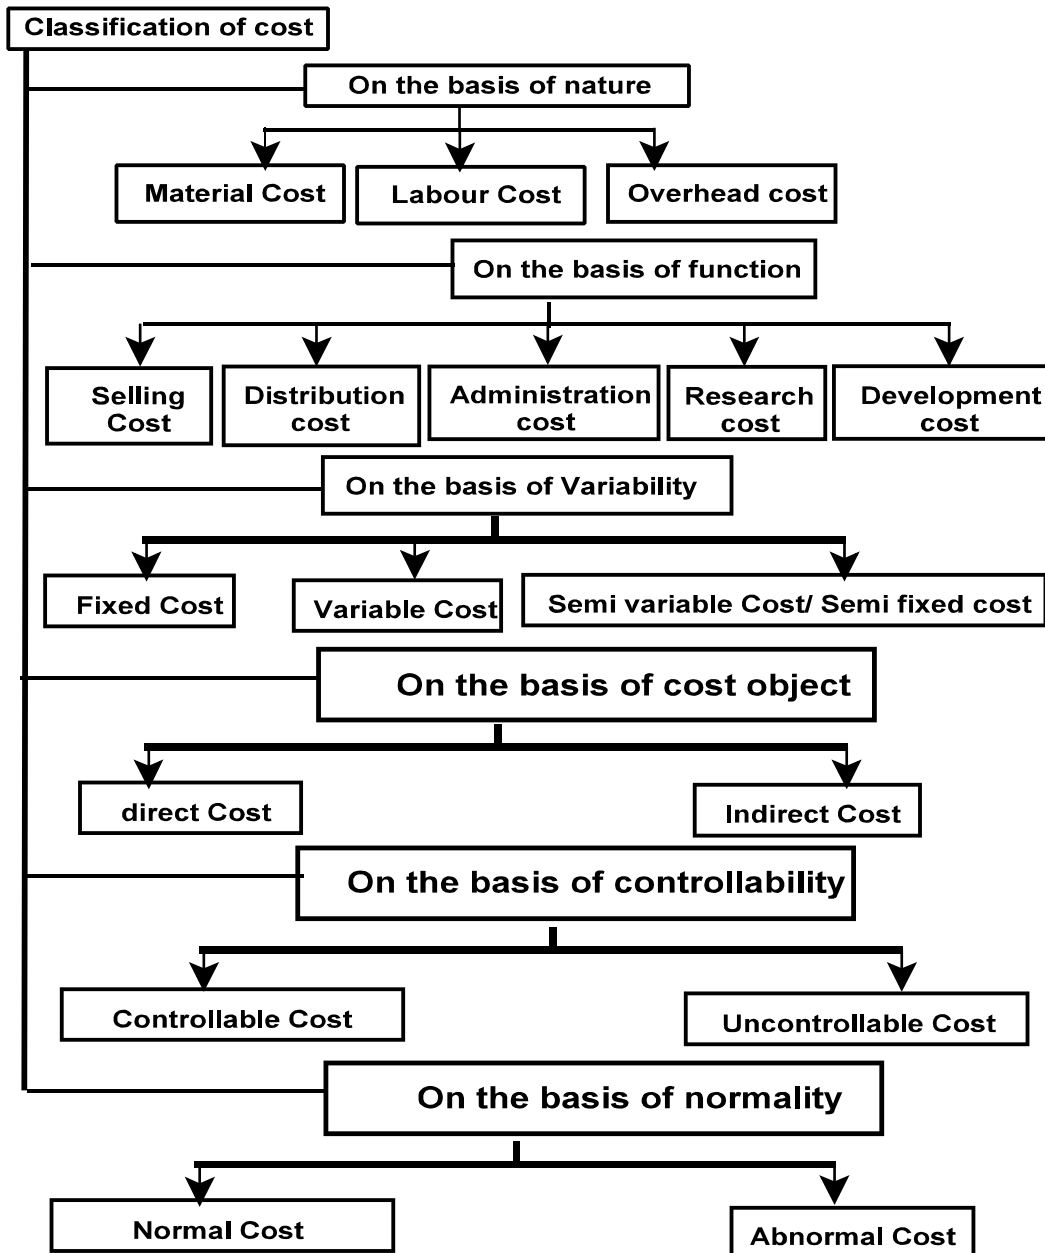 Classification of cost
On the basis of nature
Material Cost
Labour Cost
Overhead cost
On the basis of function
Selling
Cost
Distribution
cost
Administration
cost
Research
cost
Development
cost
On the basis of Variability
Fixed Cost
Variable Cost
Semi variable Cost/ Semi fixed cost
On the basis of cost object
direct Cost
Indirect Cost
On the basis of controllability
Controllable Cost
Uncontrollable Cost
On the basis of normality
Normal Cost
Abnormal Cost